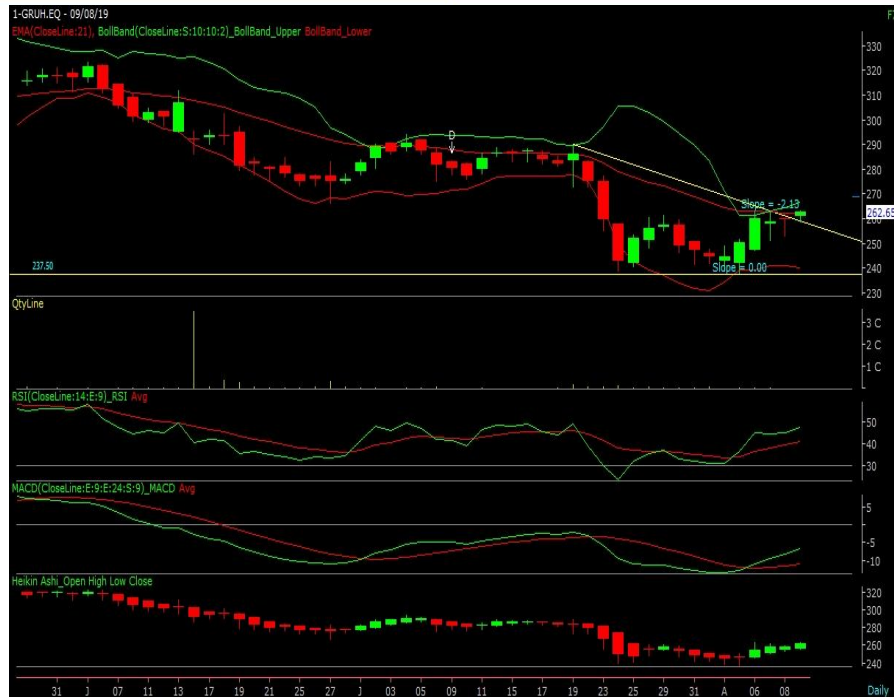 1-GRUH.EQ - 09/08/19
EMA(CloseLine:21), BollBand(CloseLine:S:10:10:2)_BollBand_Upper BollBand_Lower
330
320
310
300
290
280
270
260
262.65
250
240
230
D
Slope = -2.13
Slope = 0.00
237.50
QtyLine
3 C
2 C
1 C
RSI(CloseLine:14:E:9)_RSI Avg
50
40
30
MACD(CloseLine:E:9:E:24:S:9)_MACD Avg
5
-5
-10
Heikin Ashi_Open High Low Close
320
300
280
260
240
31 J 07 11 13 17 19 21 25 27 J 03 05 09 11 15 17 19 23 25 29 31 A 06 08 Daily